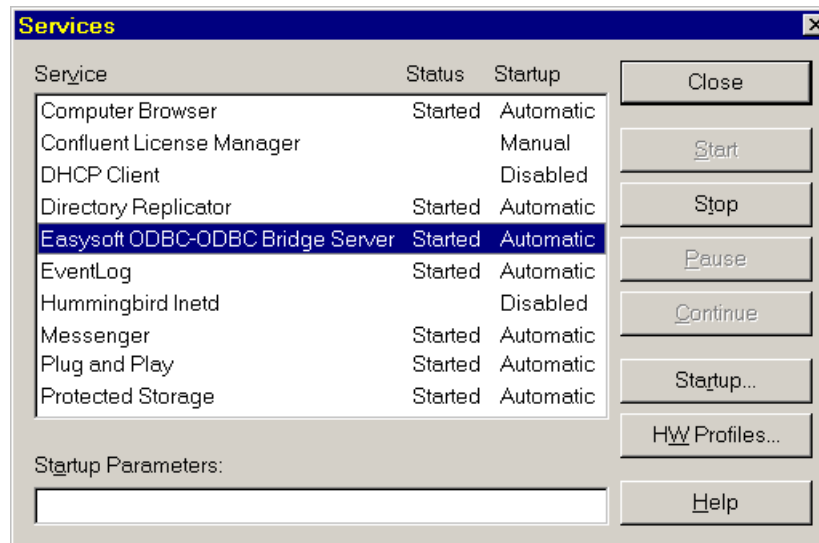 Services
Service Status Startup
Computer Browser Started Automatic
Confluent License Manager Manual
DHCP Client Disabled
Directory Replicator Started Automatic
Easysoft ODBC-ODBC Bridge Server Started Automatic
EventLog Started Automatic
Hummingbird Inetd Disabled
Messenger Started Automatic
Plug and Play Started Automatic
Protected Storage Started Automatic
Startup Parameters:
Close
Start
Stop
Pause
Continue
Startup...
HW Profiles...
Help